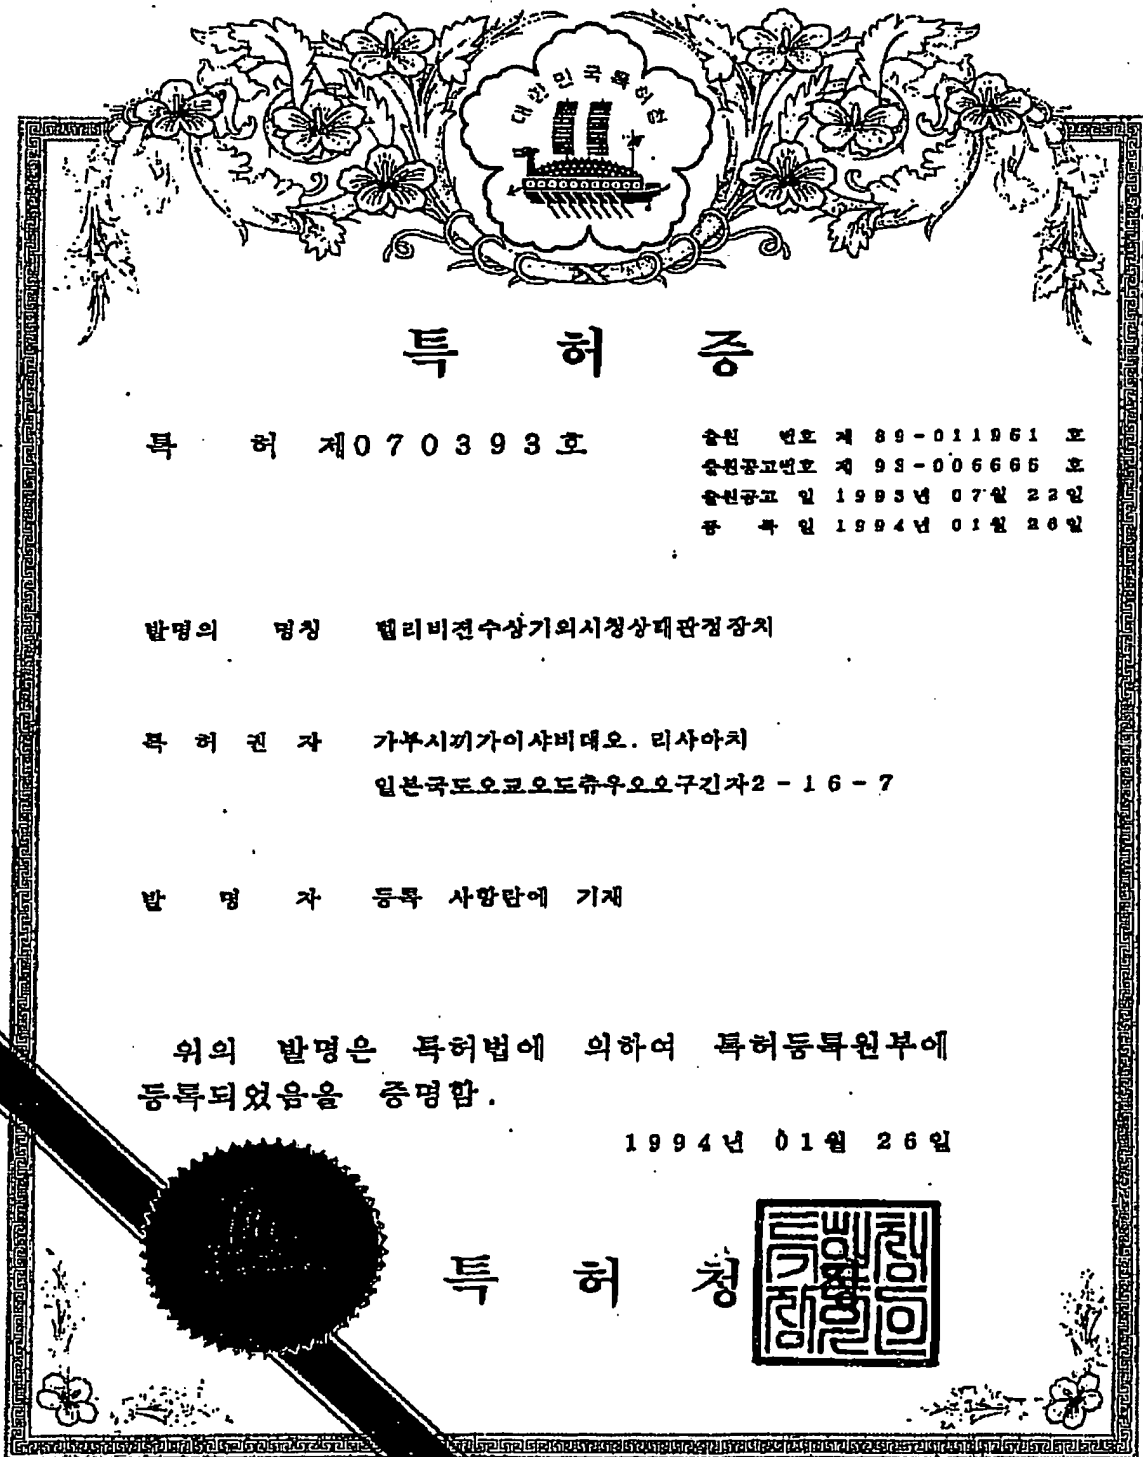 대한민국특허청
특 허 증
특 허 제070393호
출원 번호 제 89-011961 호
출원공고번호 제 93-006665 호
출원공고 일 1993년 07월 22일
등 록 일 1994년 01월 26일
발명의 명칭 텔리비젼수상기의시청상태판정장치
특 허 권 자 가부시끼가이샤비데오.리사아치
일본국도오쿄오도츄우오오구긴자2-16-7
발 명 자 등록 사항란에 기재
위의 발명은 특허법에 의하여 특허등록원부에
등록되었음을 증명함.
1994년 01월 26일
특 허 청